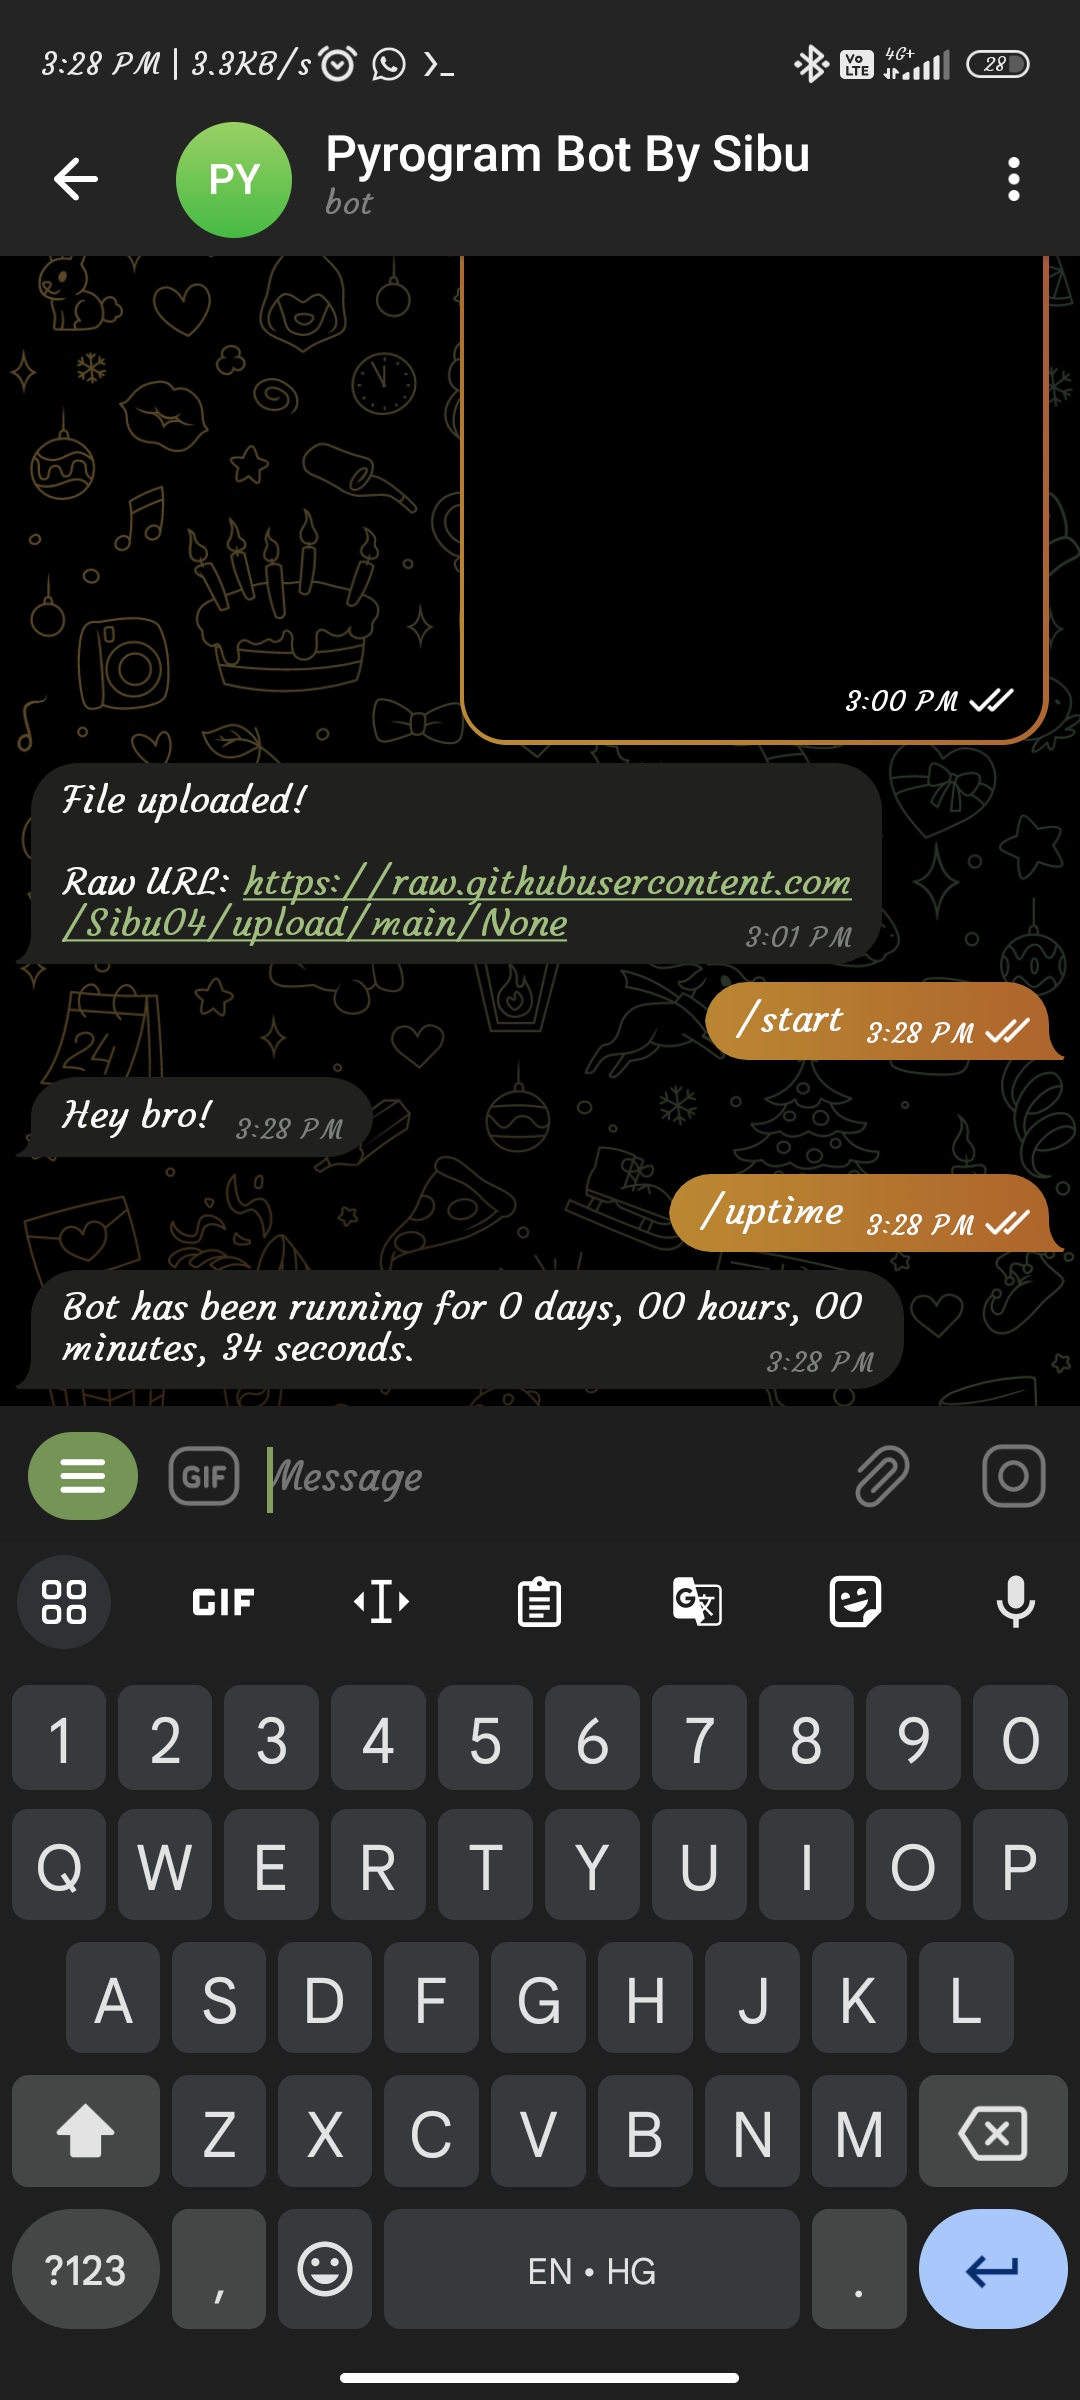 3:28 PM | 3.3KB/s
Vo LTE
4G+
28
PY
Pyrogram Bot By Sibu
bot
3:00 PM
File uploaded!
Raw URL: https://raw.githubusercontent.com
/Sibu04/upload/main/None
3:01 PM
/start 3:28 PM
Hey bro! 3:28 PM
24
/uptime 3:28 PM
Bot has been running for 0 days, 00 hours, 00
minutes, 34 seconds.
3:28 PM
GIF Message
GIF
1 2 3 4 5 6 7 8 9 0
Q W E R T Y U I O P
A S D F G H J K L
Z X C V B N M
?123 , EN • HG .